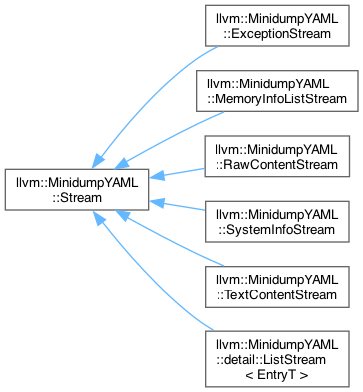 llvm::MinidumpYAML
::ExceptionStream
llvm::MinidumpYAML
::MemoryInfoListStream
llvm::MinidumpYAML
::RawContentStream
llvm::MinidumpYAML
::Stream
llvm::MinidumpYAML
::SystemInfoStream
llvm::MinidumpYAML
::TextContentStream
llvm::MinidumpYAML
::detail::ListStream
< EntryT >